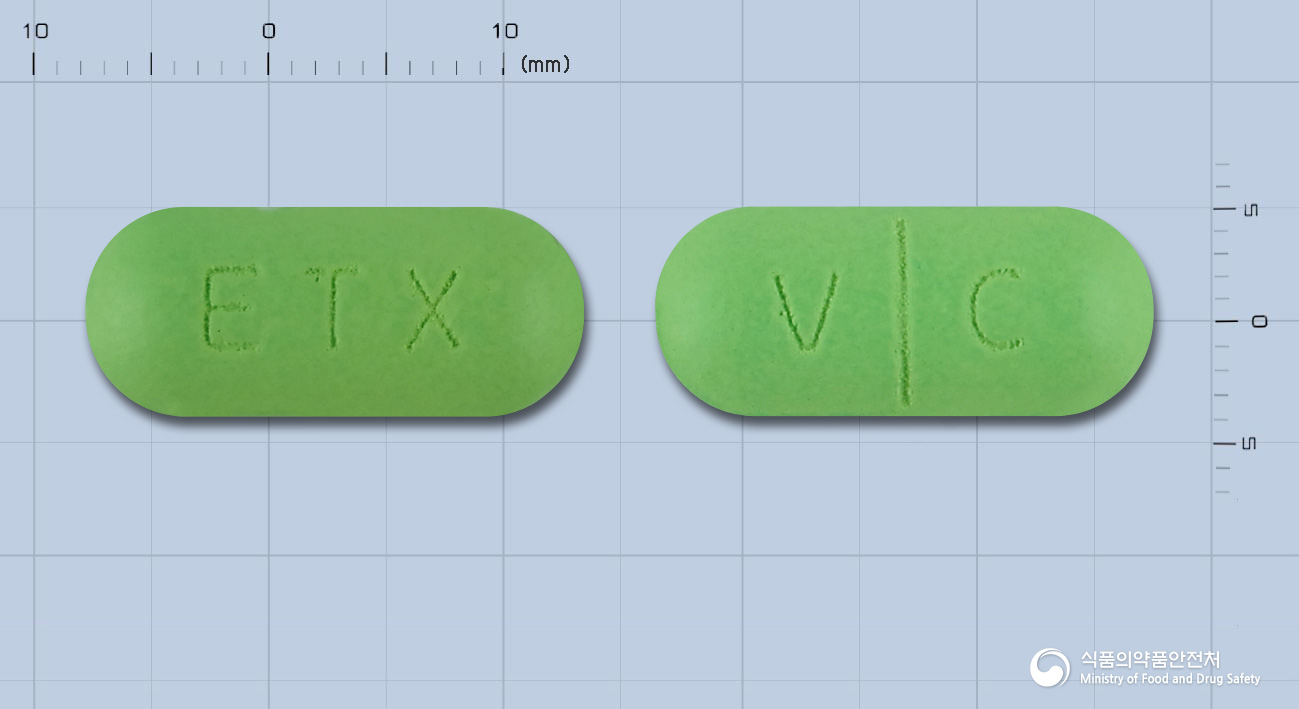 10 0 10
(mm)
ETX
V C
5
0
5
식품의약품안전처
Ministry of Food and Drug Safety